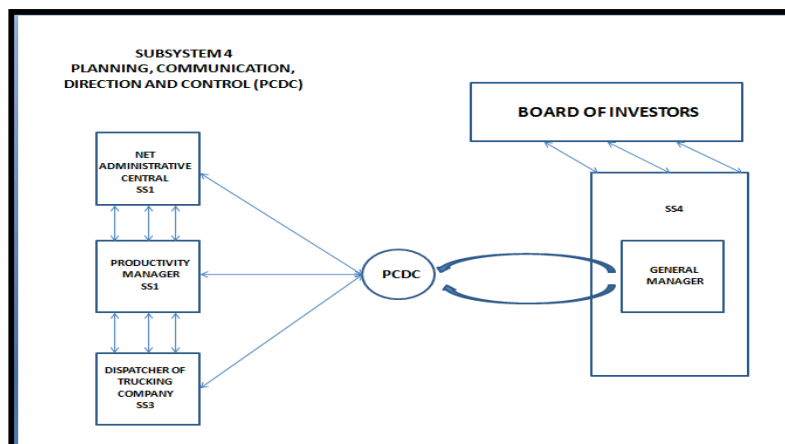 SUBSYSTEM 4
PLANNING, COMMUNICATION,
DIRECTION AND CONTROL (PCDC)
BOARD OF INVESTORS
NET
ADMINISTRATIVE
CENTRAL
SS1
SS4
PRODUCTIVITY
MANAGER
SS1
PCDC
GENERAL
MANAGER
DISPATCHER OF
TRUCKING
COMPANY
SS3